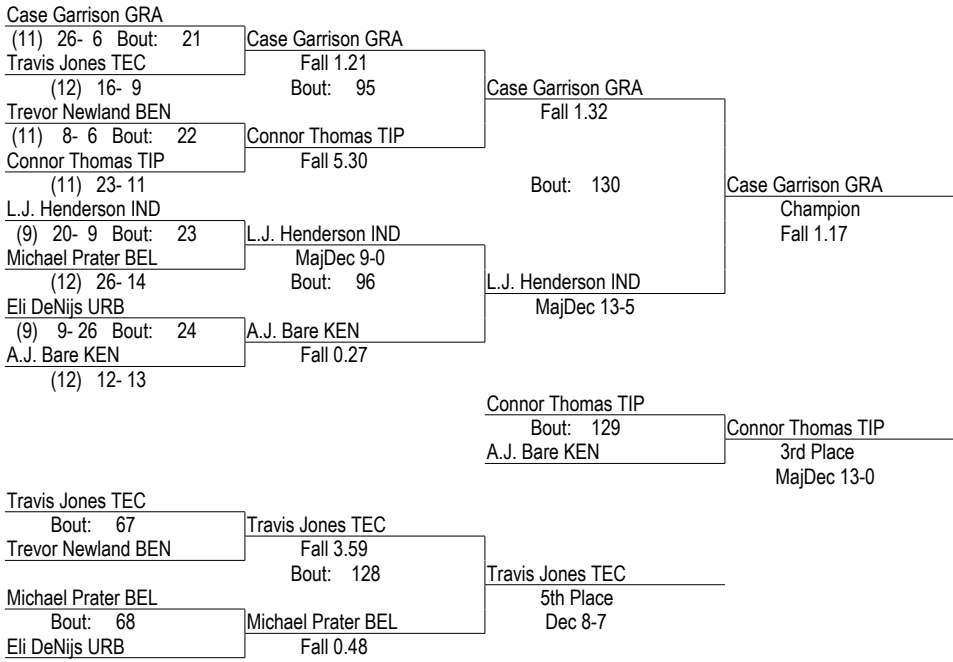 Case Garrison GRA
(11) 26- 6 Bout: 21 Case Garrison GRA
Travis Jones TEC Fall 1.21
(12) 16- 9 Bout: 95 Case Garrison GRA
Trevor Newland BEN Fall 1.32
(11) 8- 6 Bout: 22 Connor Thomas TIP
Connor Thomas TIP Fall 5.30
(11) 23- 11 Bout: 130 Case Garrison GRA
L.J. Henderson IND Champion
(9) 20- 9 Bout: 23 L.J. Henderson IND Fall 1.17
Michael Prater BEL MajDec 9-0
(12) 26- 14 Bout: 96 L.J. Henderson IND
Eli DeNijs URB MajDec 13-5
(9) 9- 26 Bout: 24 A.J. Bare KEN
A.J. Bare KEN Fall 0.27
(12) 12- 13
Connor Thomas TIP
Bout: 129 Connor Thomas TIP
A.J. Bare KEN 3rd Place
MajDec 13-0
Travis Jones TEC
Bout: 67 Travis Jones TEC
Trevor Newland BEN Fall 3.59
Bout: 128 Travis Jones TEC
Michael Prater BEL 5th Place
Bout: 68 Michael Prater BEL Dec 8-7
Eli DeNijs URB Fall 0.48